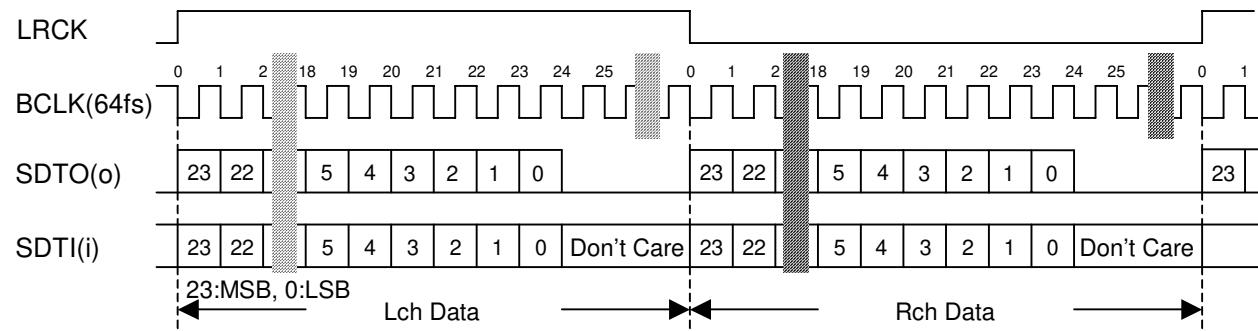 LRCK
0 1 2 18 19 20 21 22 23 24 25 0 1 2 18 19 20 21 22 23 24 25 0 1
BCLK(64fs)
SDTO(o) 23 22 5 4 3 2 1 0 23 22 5 4 3 2 1 0 23
SDTI(i) 23 22 5 4 3 2 1 0 Don't Care 23 22 5 4 3 2 1 0 Don't Care
23:MSB, 0:LSB
Lch Data Rch Data